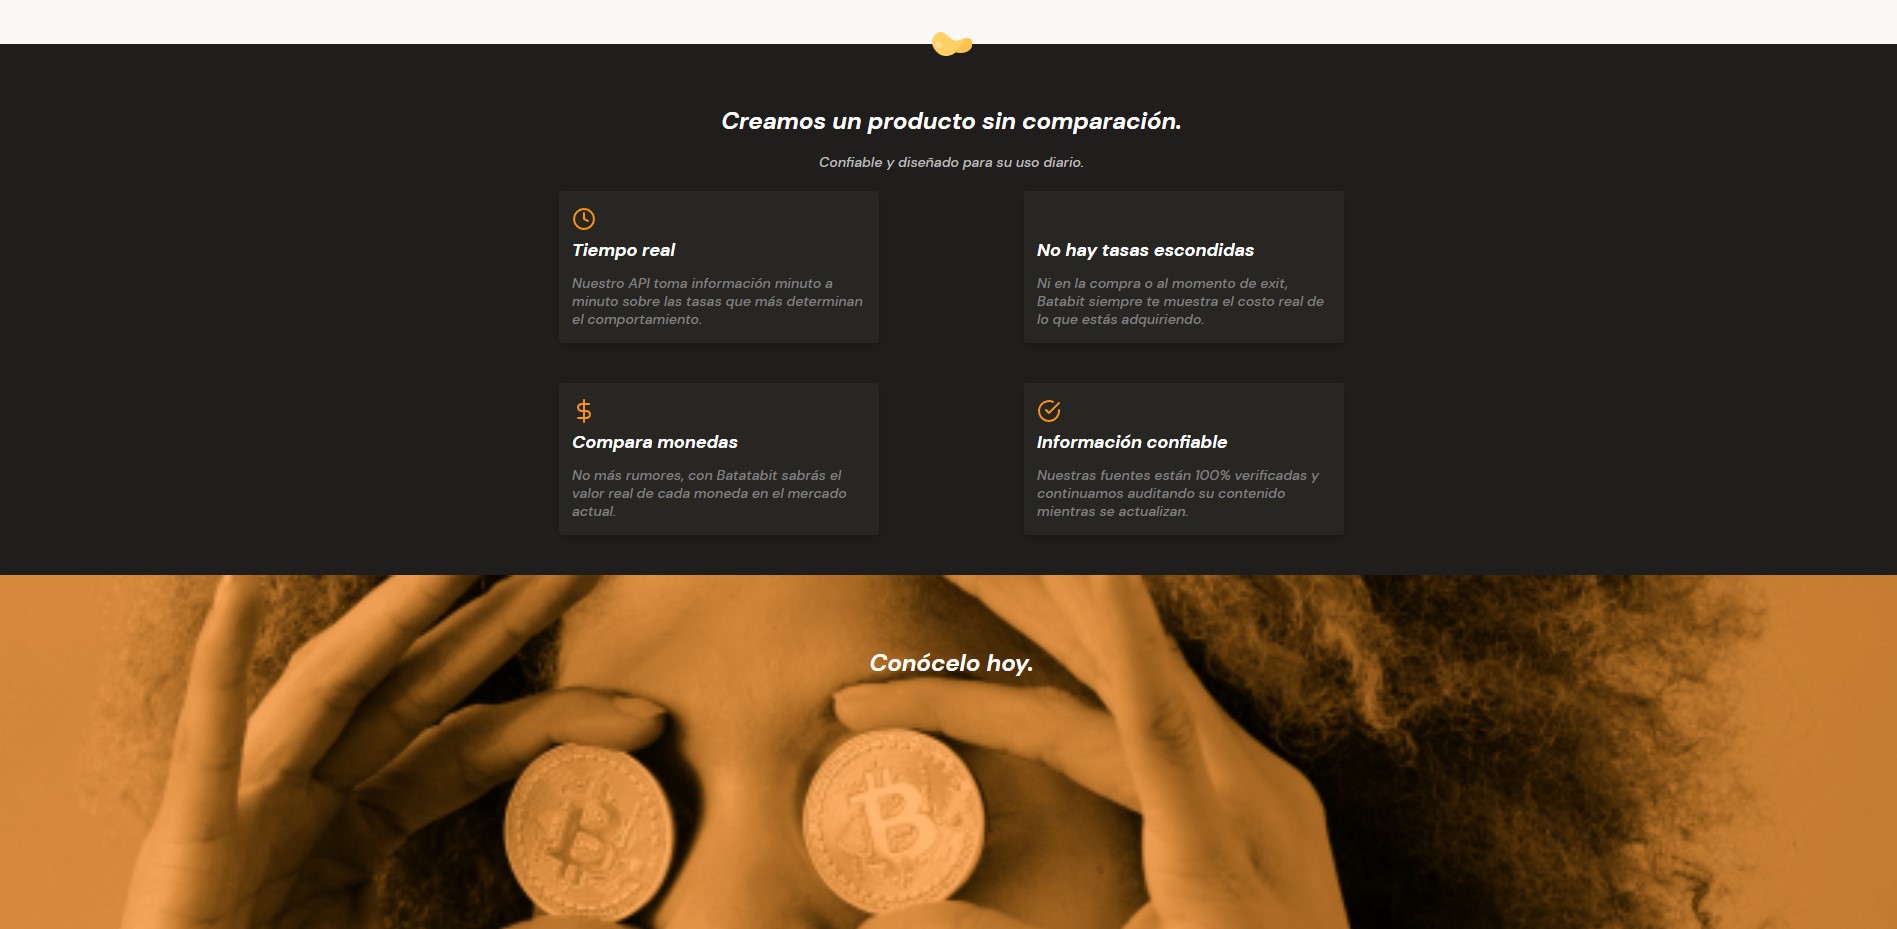 Creamos un producto sin comparación.
Confiable y diseñado para su uso diario.
Tiempo real
Nuestro API toma información minuto a
minuto sobre las tasas que más determinan
el comportamiento.
No hay tasas escondidas
Ni en la compra o al momento de exit,
Batabit siempre te muestra el costo real de
lo que estás adquiriendo.
Compara monedas
No más rumores, con Batatabit sabrás el
valor real de cada moneda en el mercado
actual.
Información confiable
Nuestras fuentes están 100% verificadas y
continuamos auditando su contenido
mientras se actualizan.
Conócelo hoy.